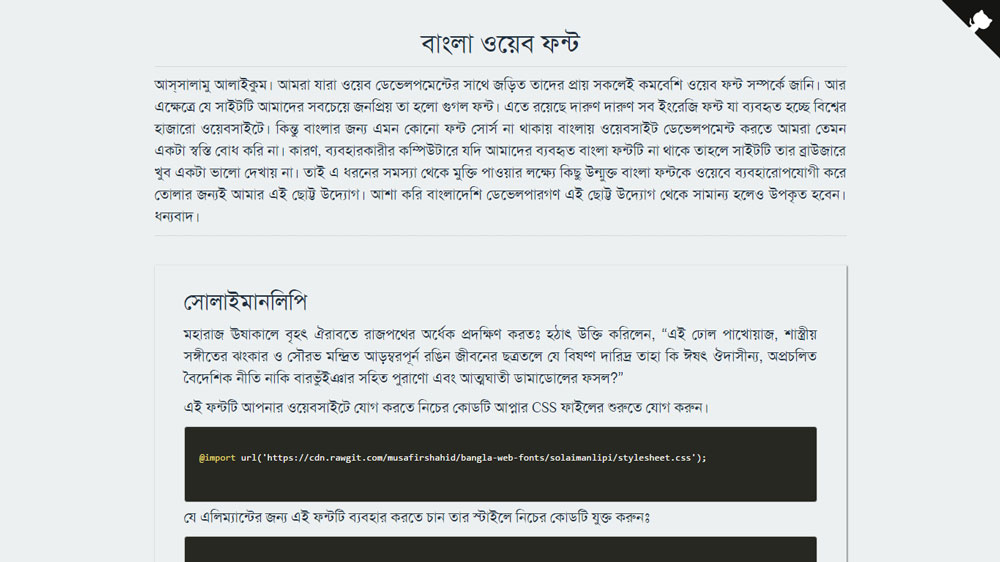 বাংলা ওয়েব ফন্ট
আস্‌সালামু আলাইকুম। আমরা যারা ওয়েব ডেভেলপমেন্টের সাথে জড়িত তাদের প্রায় সকলেই কমবেশি ওয়েব ফন্ট সম্পর্কে জানি। আর
এক্ষেত্রে যে সাইটটি আমাদের সবচেয়ে জনপ্রিয় তা হলো গুগল ফন্ট। এতে রয়েছে দারুণ দারুণ সব ইংরেজি ফন্ট যা ব্যবহৃত হচ্ছে বিশ্বের
হাজারো ওয়েবসাইটে। কিন্তু বাংলার জন্য এমন কোনো ফন্ট সোর্স না থাকায় বাংলায় ওয়েবসাইট ডেভেলপমেন্ট করতে আমরা তেমন
একটা স্বস্তি বোধ করি না। কারণ, ব্যবহারকারীর কম্পিউটারে যদি আমাদের ব্যবহৃত বাংলা ফন্টটি না থাকে তাহলে সাইটটি তার ব্রাউজারে
খুব একটা ভালো দেখায় না। তাই এ ধরনের সমস্যা থেকে মুক্তি পাওয়ার লক্ষ্যে কিছু উন্মুক্ত বাংলা ফন্টকে ওয়েবে ব্যবহারোপযোগী করে
তোলার জন্যই আমার এই ছোট্ট উদ্যোগ। আশা করি বাংলাদেশি ডেভেলপারগণ এই ছোট্ট উদ্যোগ থেকে সামান্য হলেও উপকৃত হবেন।
ধন্যবাদ।
সোলাইমানলিপি
মহারাজ ঊষাকালে বৃহৎ ঐরাবতে রাজপথের অর্ধেক প্রদক্ষিণ করতঃ হঠাৎ উক্তি করিলেন, “এই ঢোল পাখোয়াজ, শাস্ত্রীয়
সঙ্গীতের ঝংকার ও সৌরভ মন্দ্রিত আড়ম্বরপূর্ন রঙিন জীবনের ছত্রতলে যে বিষণ্ণ দারিদ্র তাহা কি ঈষৎ ঔদাসীন্য, অপ্রচলিত
বৈদেশিক নীতি নাকি বারভুঁইঞার সহিত পুরাণো এবং আত্মঘাতী ডামাডোলের ফসল?”
এই ফন্টটি আপনার ওয়েবসাইটে যোগ করতে নিচের কোডটি আপ্নার CSS ফাইলের শুরুতে যোগ করুন।
@import url('https://cdn.rawgit.com/musafirshahid/bangla-web-fonts/solaimanlipi/stylesheet.css');
যে এলিম্যান্টের জন্য এই ফন্টটি ব্যবহার করতে চান তার স্টাইলে নিচের কোডটি যুক্ত করুনঃ